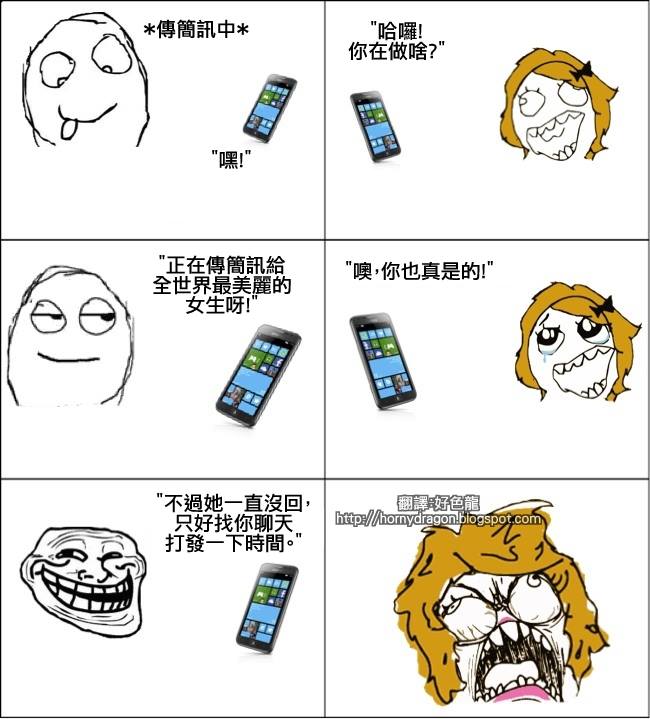 *傳簡訊中*
"嘿!"
"哈囉!
你在做啥?"
"正在傳簡訊給
全世界最美麗的
女生呀!"
"噢,你也真是的!"
"不過她一直沒回,
只好找你聊天
打發一下時間。"
翻譯:好色龍
http://hornydragon.blogspot.com